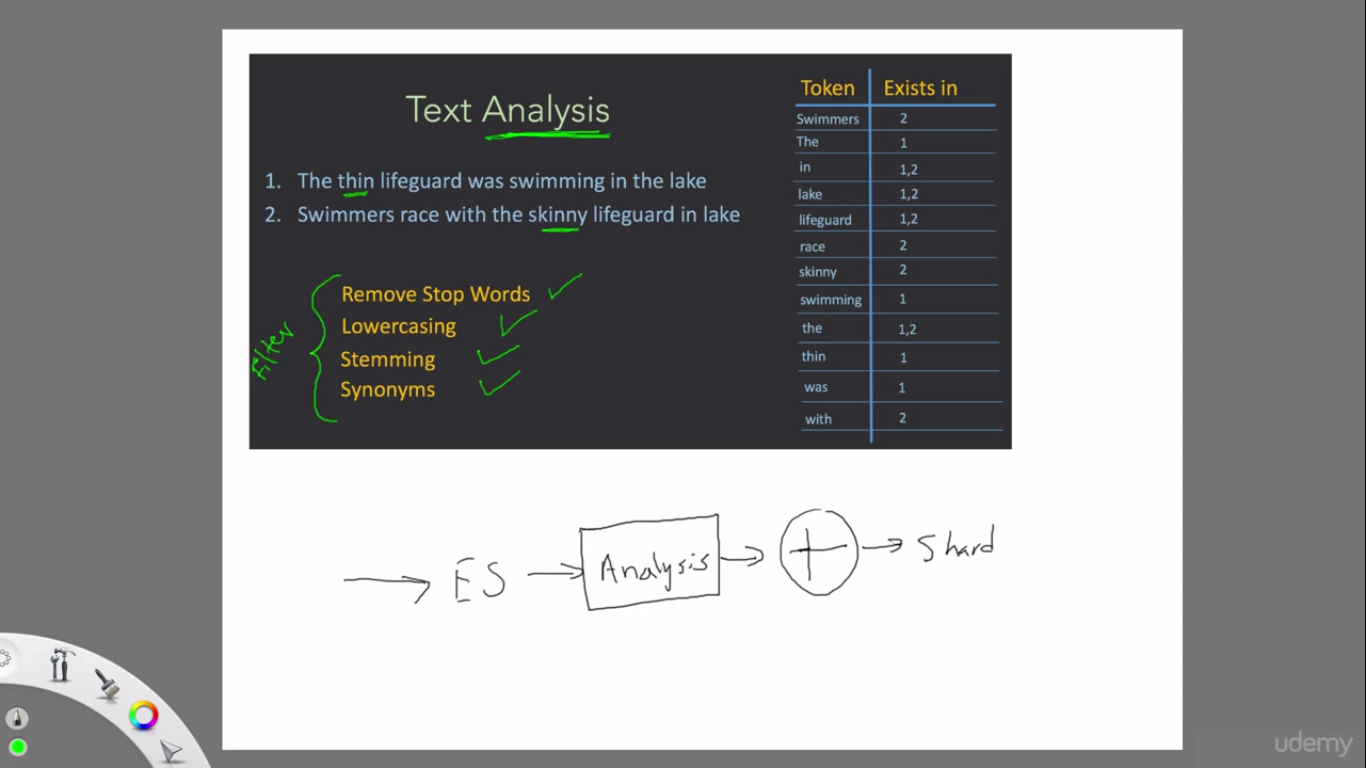 Text Analysis
1. The thin lifeguard was swimming in the lake
2. Swimmers race with the skinny lifeguard in lake
Filter
Remove Stop Words
Lowercasing
Stemming
Synonyms
Token Exists in
Swimmers 2
The 1
in 1,2
lake 1,2
lifeguard 1,2
race 2
skinny 2
swimming 1
the 1,2
thin 1
was 1
with 2
ES Analysis Shard
udemy